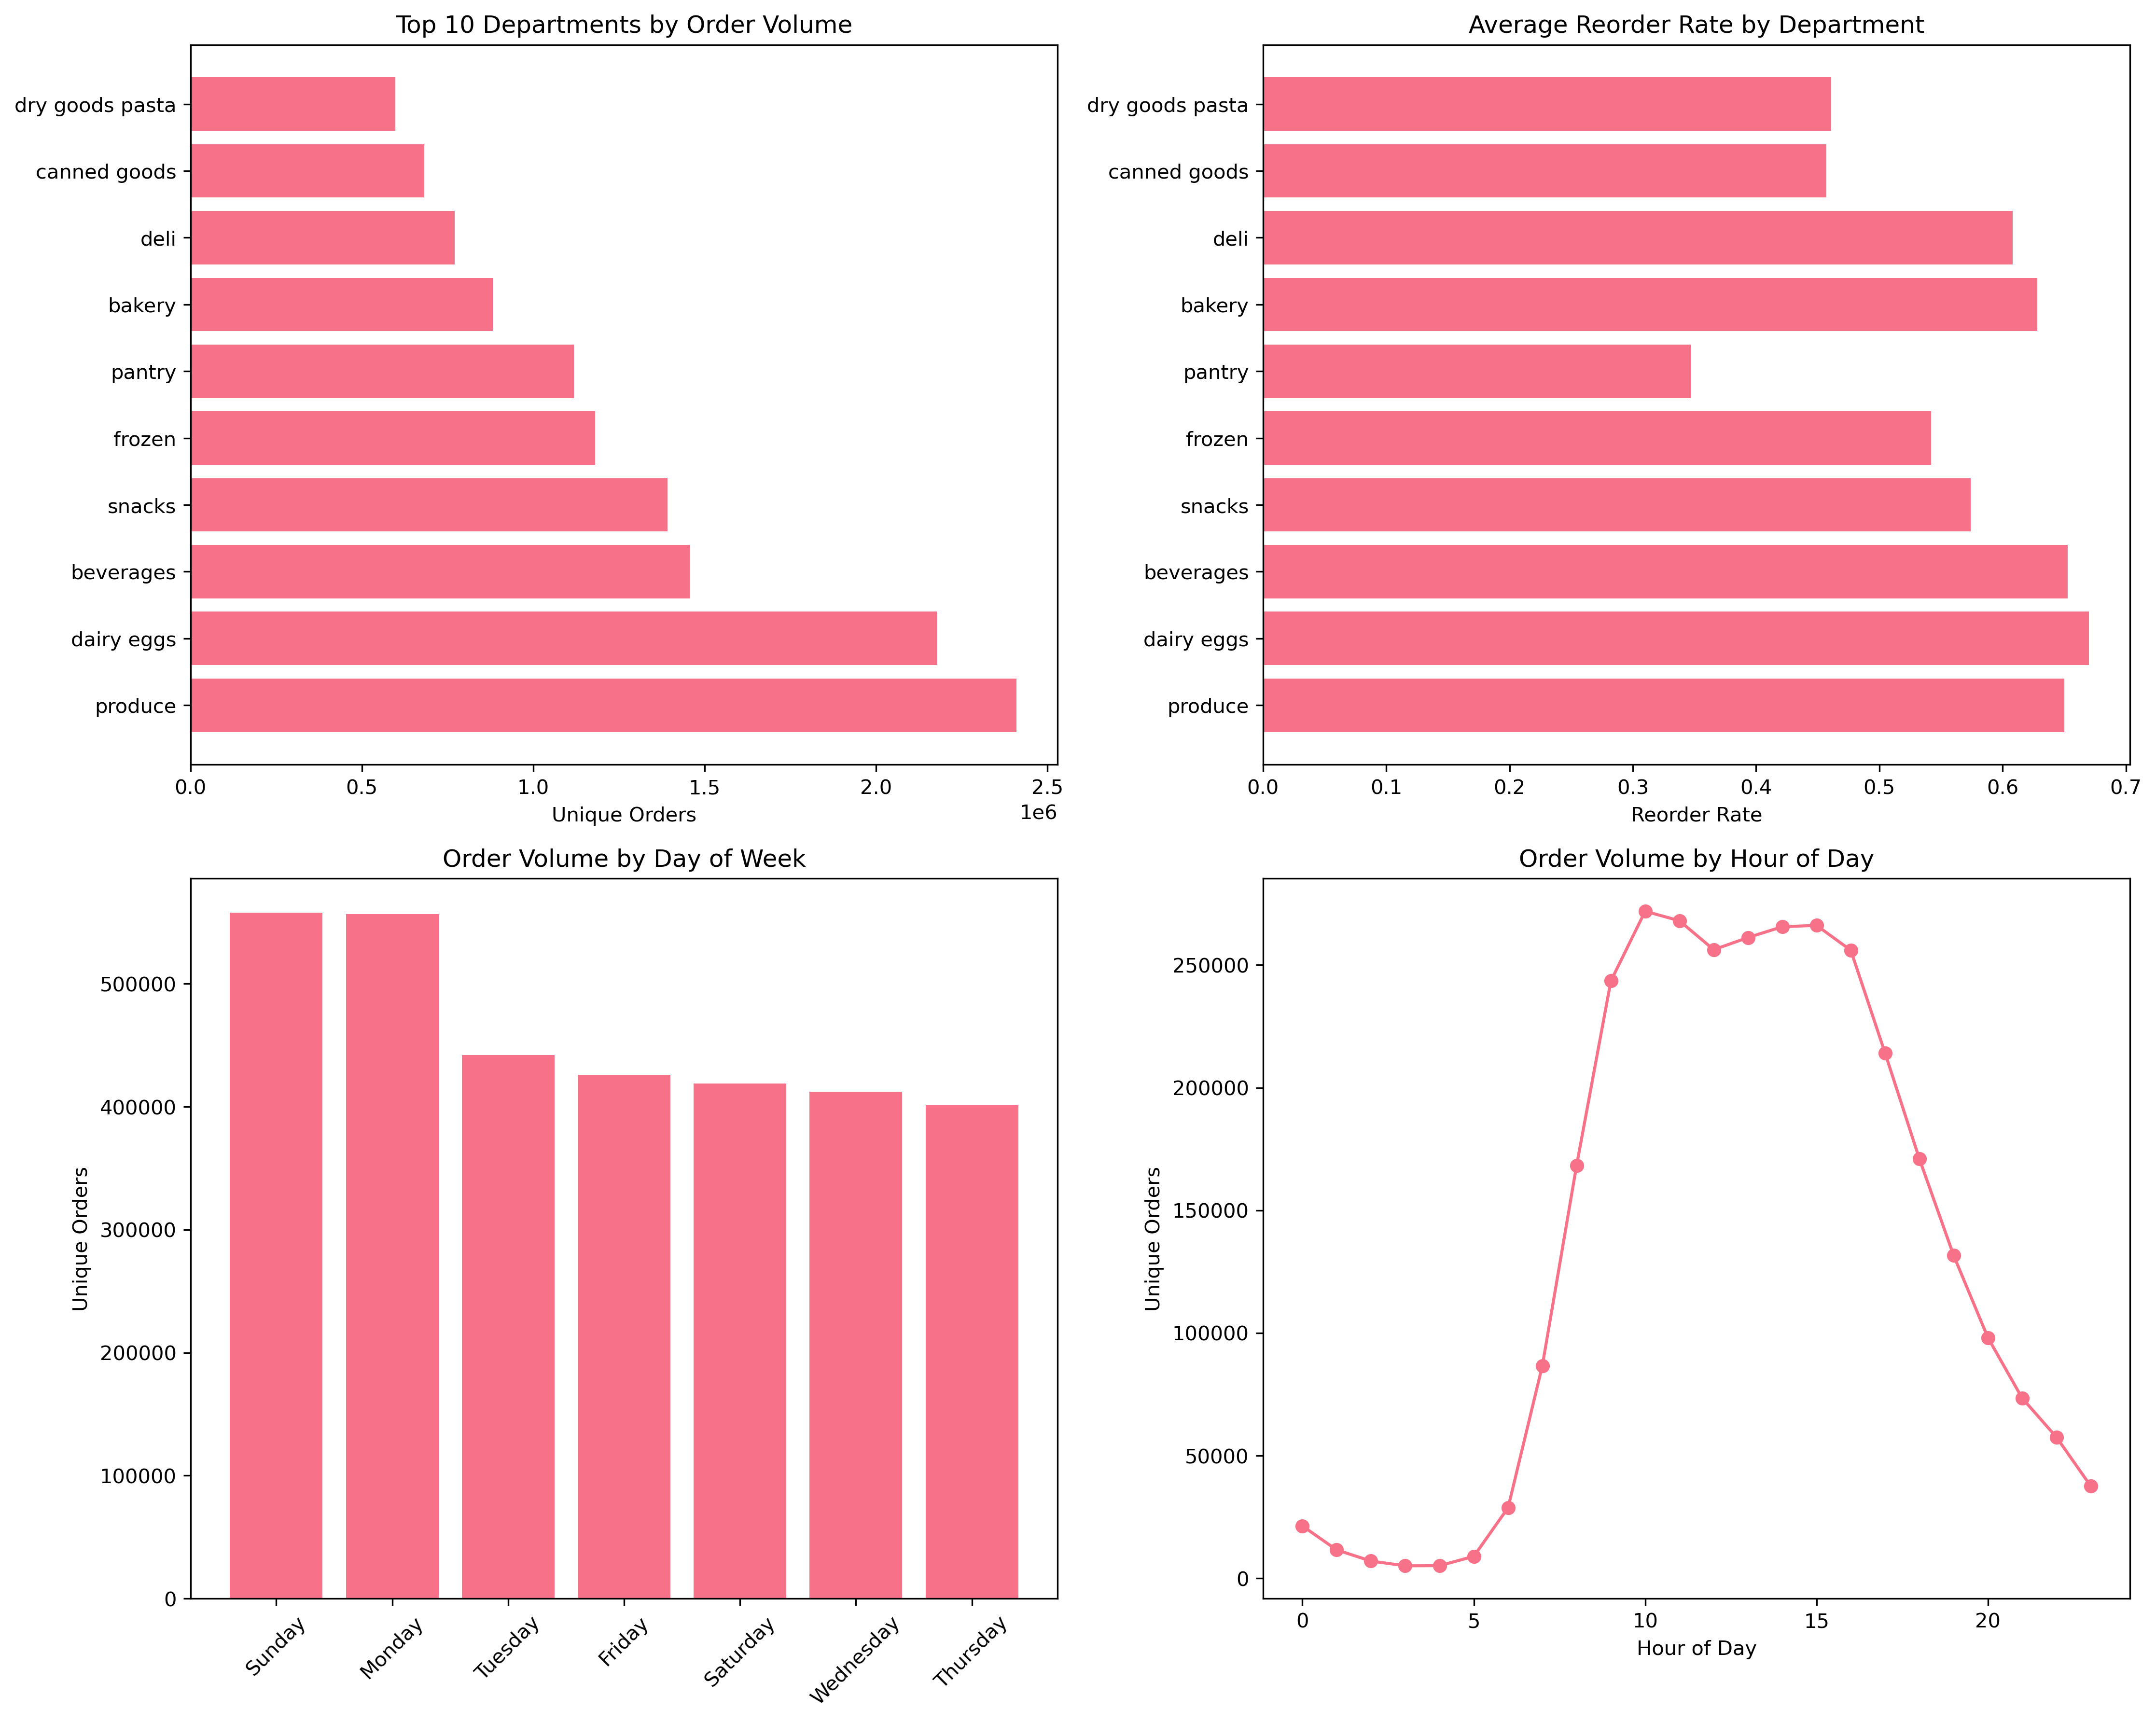 Top 10 Departments by Order Volume
dry goods pasta
canned goods
deli
bakery
pantry
frozen
snacks
beverages
dairy eggs
produce
0.0 0.5 1.0 1.5 2.0 2.5
1e6
Unique Orders
Average Reorder Rate by Department
dry goods pasta
canned goods
deli
bakery
pantry
frozen
snacks
beverages
dairy eggs
produce
0.0 0.1 0.2 0.3 0.4 0.5 0.6 0.7
Reorder Rate
Order Volume by Day of Week
Unique Orders
500000
400000
300000
200000
100000
0
Sunday Monday Tuesday Friday Saturday Wednesday Thursday
Order Volume by Hour of Day
Unique Orders
250000
200000
150000
100000
50000
0
0 5 10 15 20
Hour of Day